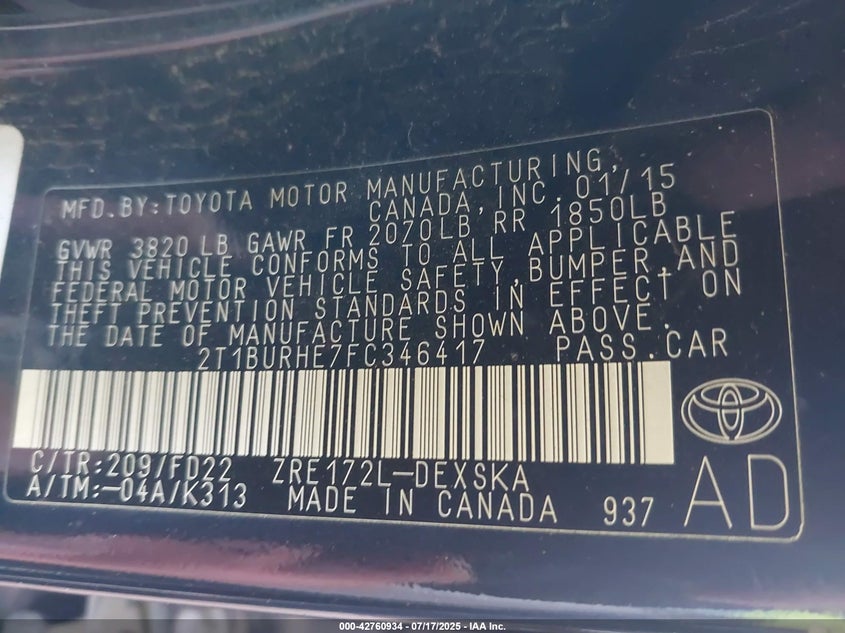 MFD.BY:TOYOTA MOTOR MANUFACTURING,
CANADA,INC. 01/15
GVWR 3820 LB GAWR FR 2070LB RR 1850LB
THIS VEHICLE CONFORMS TO ALL APPLICABLE
FEDERAL MOTOR VEHICLE SAFETY,BUMPER,AND
THEFT PREVENTION STANDARDS IN EFFECT ON
THE DATE OF MANUFACTURE SHOWN ABOVE.
2T1BURHE7FC346417 PASS.CAR
C/TR:209/FD22 ZRE172L-DEXSKA
A/TM:-04A/K313 MADE IN CANADA 937 AD
000-42760934 - 07/17/2025 - IAA Inc.